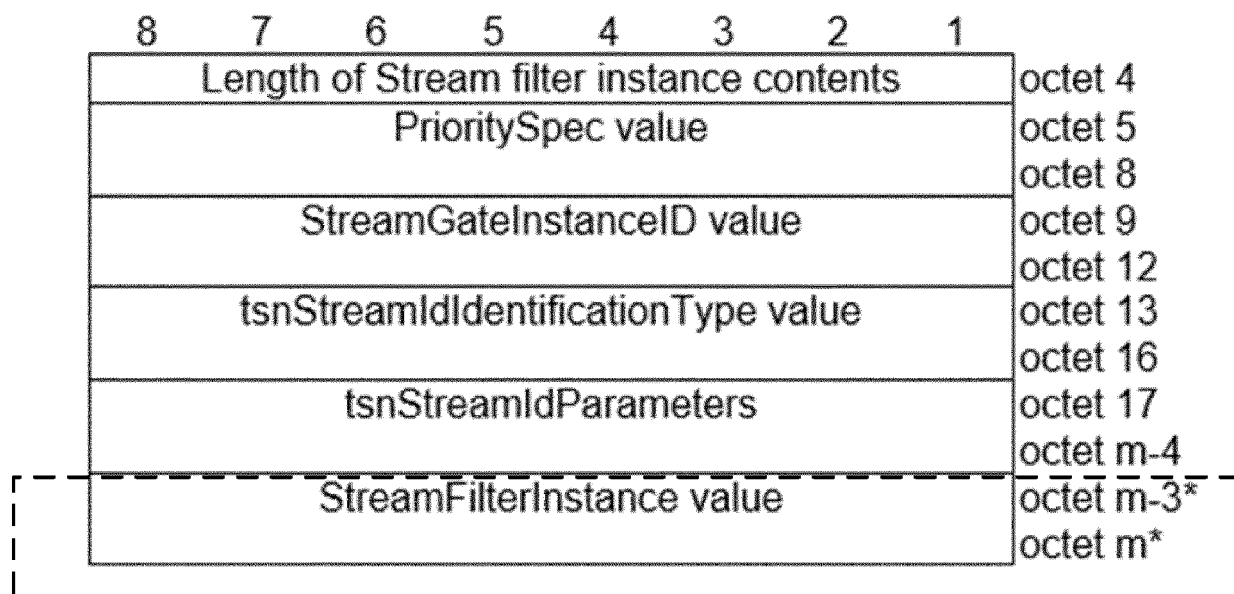 8 7 6 5 4 3 2 1
Length of Stream filter instance contents octet 4
PrioritySpec value octet 5
octet 8
StreamGateInstanceID value octet 9
octet 12
tsnStreamIdIdentificationType value octet 13
octet 16
tsnStreamIdParameters octet 17
octet m-4
StreamFilterInstance value octet m-3*
octet m*